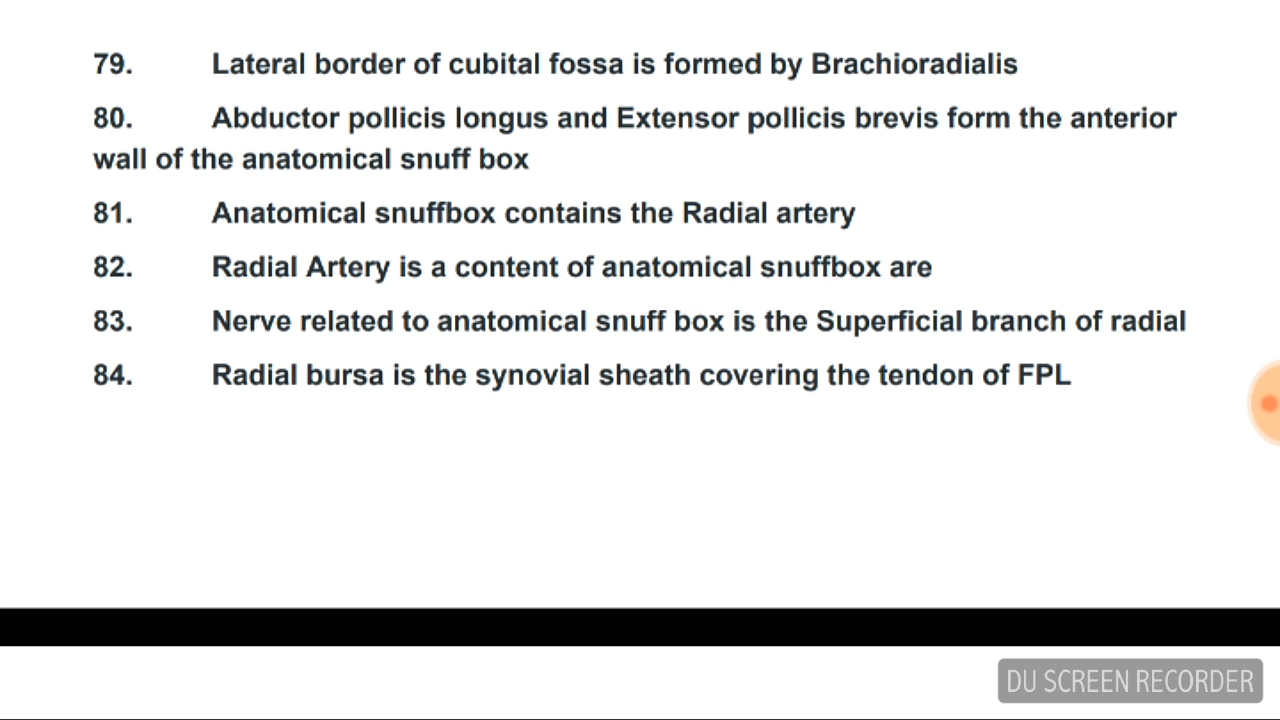 79. Lateral border of cubital fossa is formed by Brachioradialis
80. Abductor pollicis longus and Extensor pollicis brevis form the anterior
wall of the anatomical snuff box
81. Anatomical snuffbox contains the Radial artery
82. Radial Artery is a content of anatomical snuffbox are
83. Nerve related to anatomical snuff box is the Superficial branch of radial
84. Radial bursa is the synovial sheath covering the tendon of FPL
DU SCREEN RECORDER